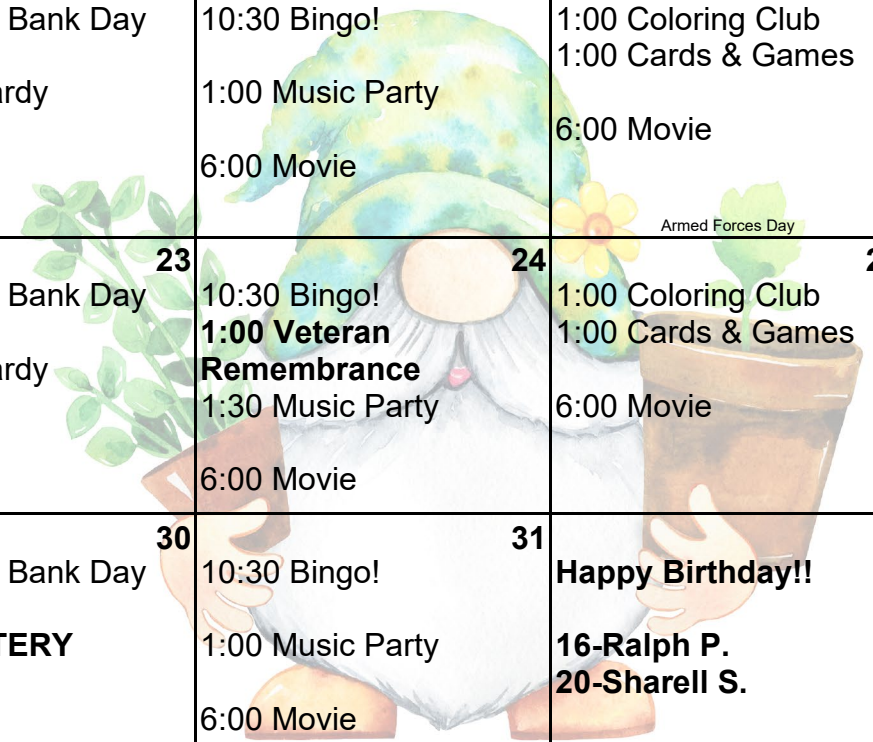 Bank Day
10:30 Bingo!
1:00 Coloring Club
1:00 Cards & Games
ardy
1:00 Music Party
6:00 Movie
6:00 Movie
Armed Forces Day
23
24
2
Bank Day
10:30 Bingo!
1:00 Coloring Club
1:00 Veteran
1:00 Cards & Games
ardy
Remembrance
1:30 Music Party
6:00 Movie
6:00 Movie
30
31
Bank Day
10:30 Bingo!
Happy Birthday!!
TERY
1:00 Music Party
16-Ralph P.
20-Sharell S.
6:00 Movie